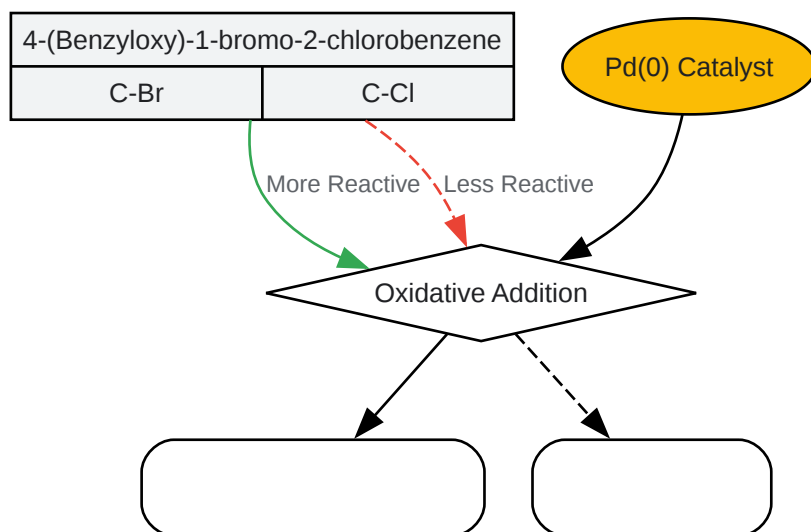 4-(Benzyloxy)-1-bromo-2-chlorobenzene
Pd(0) Catalyst
C-Br
C-Cl
More Reactive
Less Reactive
Oxidative Addition